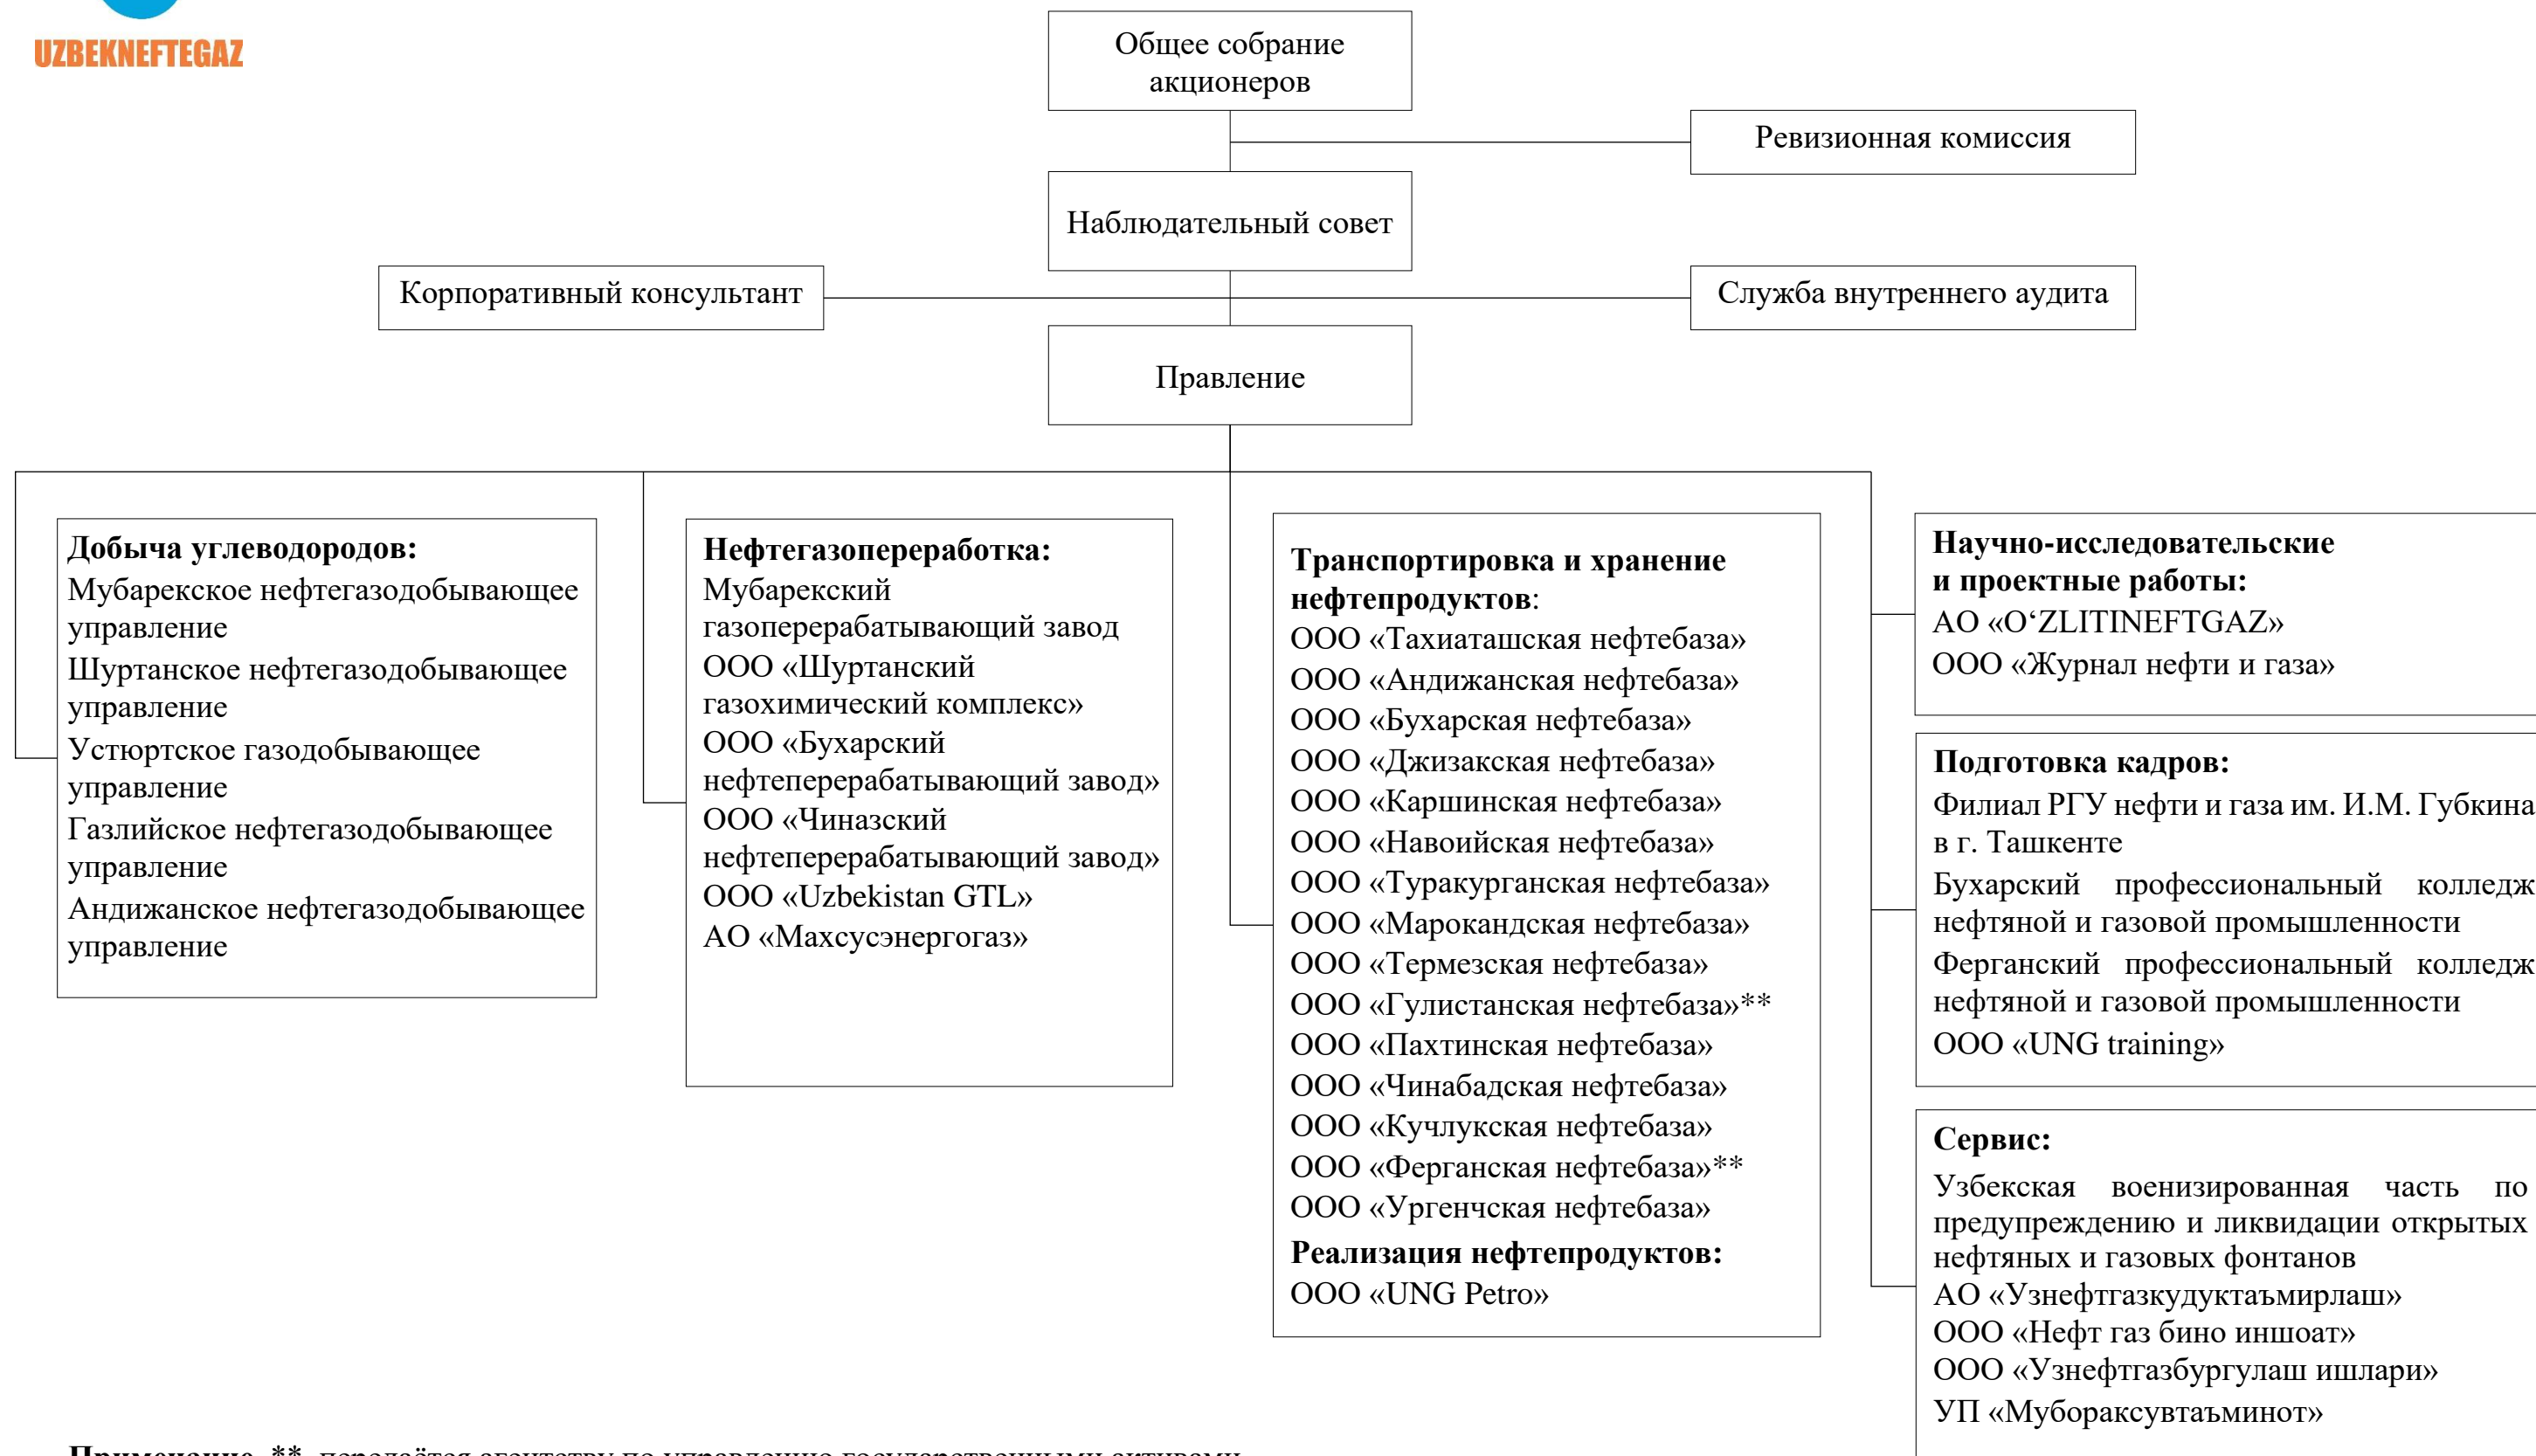 UZBEKNEFTEGAZ
Общее собрание
акционеров
Ревизионная комиссия
Наблюдательный совет
Корпоративный консультант
Служба внутреннего аудита
Правление
Добыча углеводородов:
Мубарекское нефтегазодобывающее
управление
Шуртанское нефтегазодобывающее
управление
Устюртское газодобывающее
управление
Газлийское нефтегазодобывающее
управление
Андижанское нефтегазодобывающее
управление
Нефтегазопереработка:
Мубарекский
газоперерабатывающий завод
ООО «Шуртанский
газохимический комплекс»
ООО «Бухарский
нефтеперерабатывающий завод»
ООО «Чиназский
нефтеперерабатывающий завод»
ООО «Uzbekistan GTL»
АО «Махсусэнергогаз»
Транспортировка и хранение
нефтепродуктов:
ООО «Тахиаташская нефтебаза»
ООО «Андижанская нефтебаза»
ООО «Бухарская нефтебаза»
ООО «Джизакская нефтебаза»
ООО «Каршинская нефтебаза»
ООО «Навоийская нефтебаза»
ООО «Туракурганская нефтебаза»
ООО «Марокандская нефтебаза»
ООО «Термезская нефтебаза»
ООО «Гулистанская нефтебаза»**
ООО «Пахтинская нефтебаза»
ООО «Чинабадская нефтебаза»
ООО «Кучлукская нефтебаза»
ООО «Ферганская нефтебаза»**
ООО «Ургенчская нефтебаза»
Реализация нефтепродуктов:
ООО «UNG Petro»
Научно-исследовательские
и проектные работы:
АО «O‘ZLITINEFTGAZ»
ООО «Журнал нефти и газа»
Подготовка кадров:
Филиал РГУ нефти и газа им. И.М. Губкина
в г. Ташкенте
Бухарский профессиональный колледж
нефтяной и газовой промышленности
Ферганский профессиональный колледж
нефтяной и газовой промышленности
ООО «UNG training»
Сервис:
Узбекская военизированная часть по
предупреждению и ликвидации открытых
нефтяных и газовых фонтанов
АО «Узнефтгазкудуктаъмирлаш»
ООО «Нефт газ бино иншоат»
ООО «Узнефтгазбургулаш ишлари»
УП «Мубораксувтаъминот»
Примечание. **- передаётся агентству по управлению государственными активами